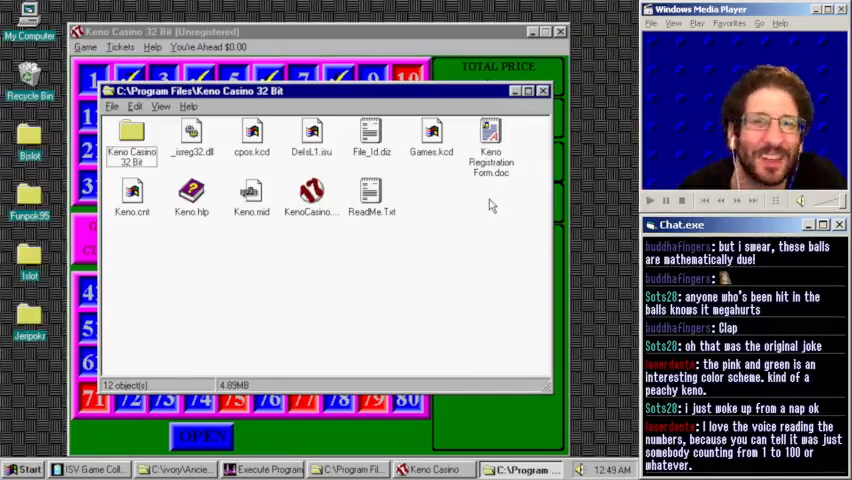 My Computer
Recycle Bin
Bjslot
Funpok95
Islot
Jeripokr
Keno Casino 32 Bit (Unregistered)
Game Tickets Help You're Ahead $0.00
TOTAL PRICE
C:\Program Files\Keno Casino 32 Bit
File Edit View Help
Keno Casino
32 Bit
_isreg32.dll
cpos.kcd
DelsL1.isu
File_Id.diz
Games.kcd
Keno
Registration
Form.doc
Keno.cnt
Keno.hlp
Keno.mid
KenoCasino....
ReadMe.Txt
12 object(s)
4.89MB
71 72 73 74 75 76 77 78 79 80
OPEN
Start
ISV Game Coll...
C:\ivory\Ancie...
Execute Program
C:\Program Fil...
Keno Casino
C:\Program ...
12:49 AM
Windows Media Player
File View Play Favorites Go Help
Chat.exe
buddhafingers: but i swear, these balls
are mathematically due!
buddhafingers:
Sots28: anyone who's been hit in the
balls knows it megahurts
buddhafingers: Clap
Sots28: oh that was the original joke
laserdante: the pink and green is an
interesting color scheme. kind of a
peachy keno.
Sots28: i just woke up from a nap ok
laserdante: I love the voice reading the
numbers, because you can tell it was just
somebody counting from 1 to 100 or
whatever.